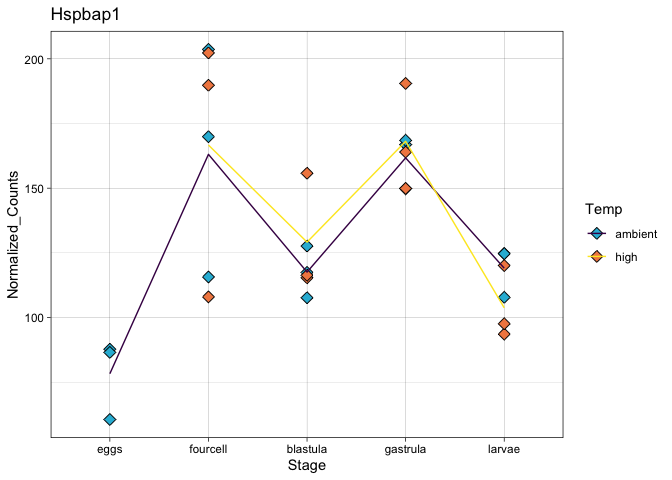 Hspbap1
Normalized_Counts
200
150
100
eggs
fourcell
blastula
gastrula
larvae
Stage
Temp
ambient
high